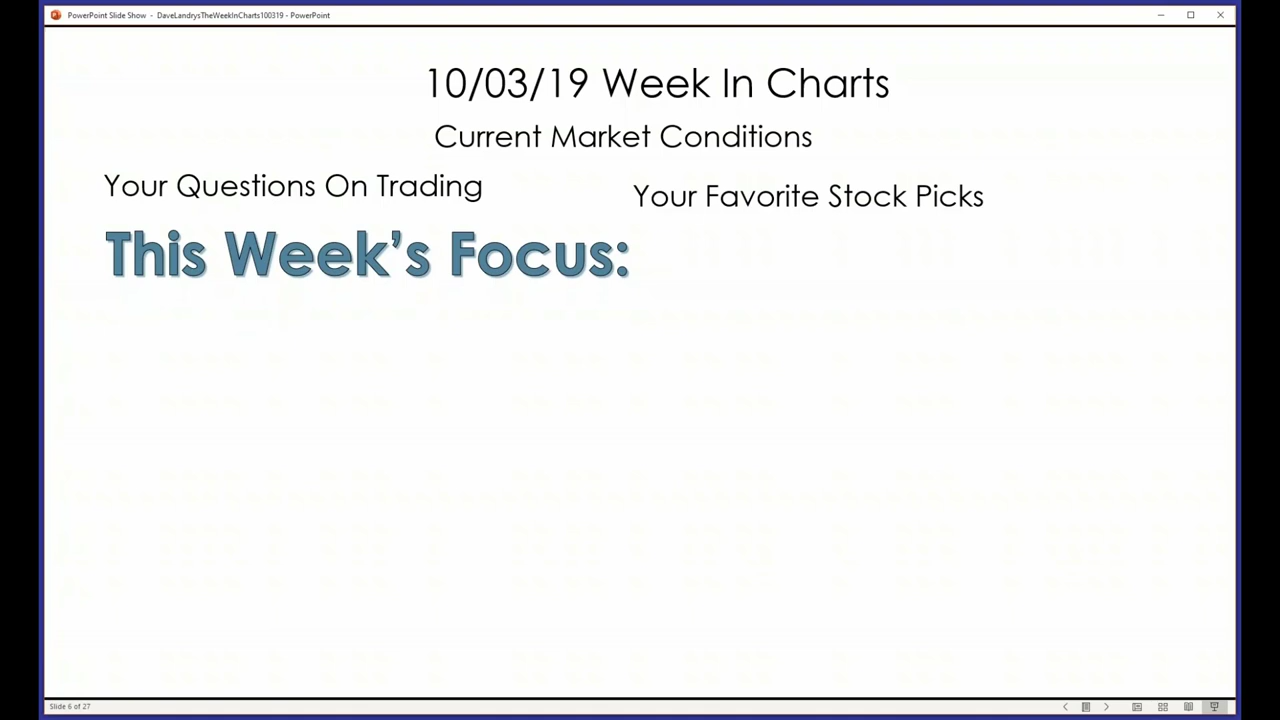 PowerPoint Slide Show - DaveLandrysTheWeekInCharts100319 - PowerPoint
10/03/19 Week In Charts
Current Market Conditions
Your Questions On Trading
Your Favorite Stock Picks
This Week's Focus:
Slide 6 of 27